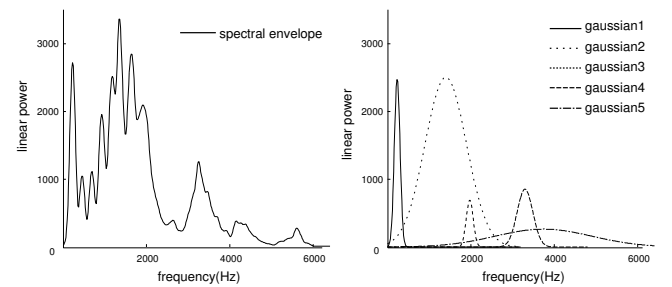 spectral envelope
linear power
3000
2000
1000
0
2000
4000
6000
frequency(Hz)
gaussian1
gaussian2
gaussian3
gaussian4
gaussian5
linear power
3000
2000
1000
0
2000
4000
6000
frequency(Hz)